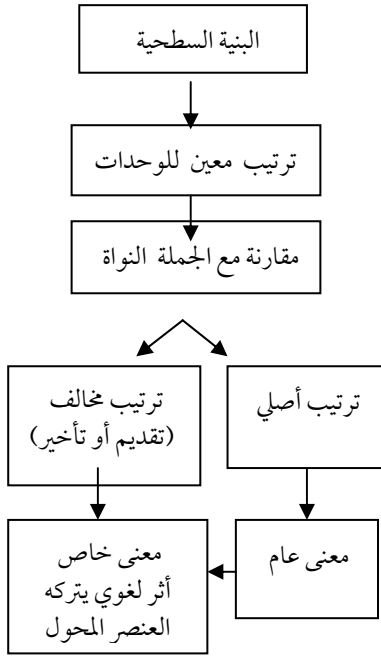 البنية السطحية
ترتيب معين للوحدات
مقارنة مع الجملة النواة
ترتيب أصلي
ترتيب مخالف
(تقديم أو تأخير)
معنى عام
معنى خاص
أثر لغوي يتركه
العنصر المحول